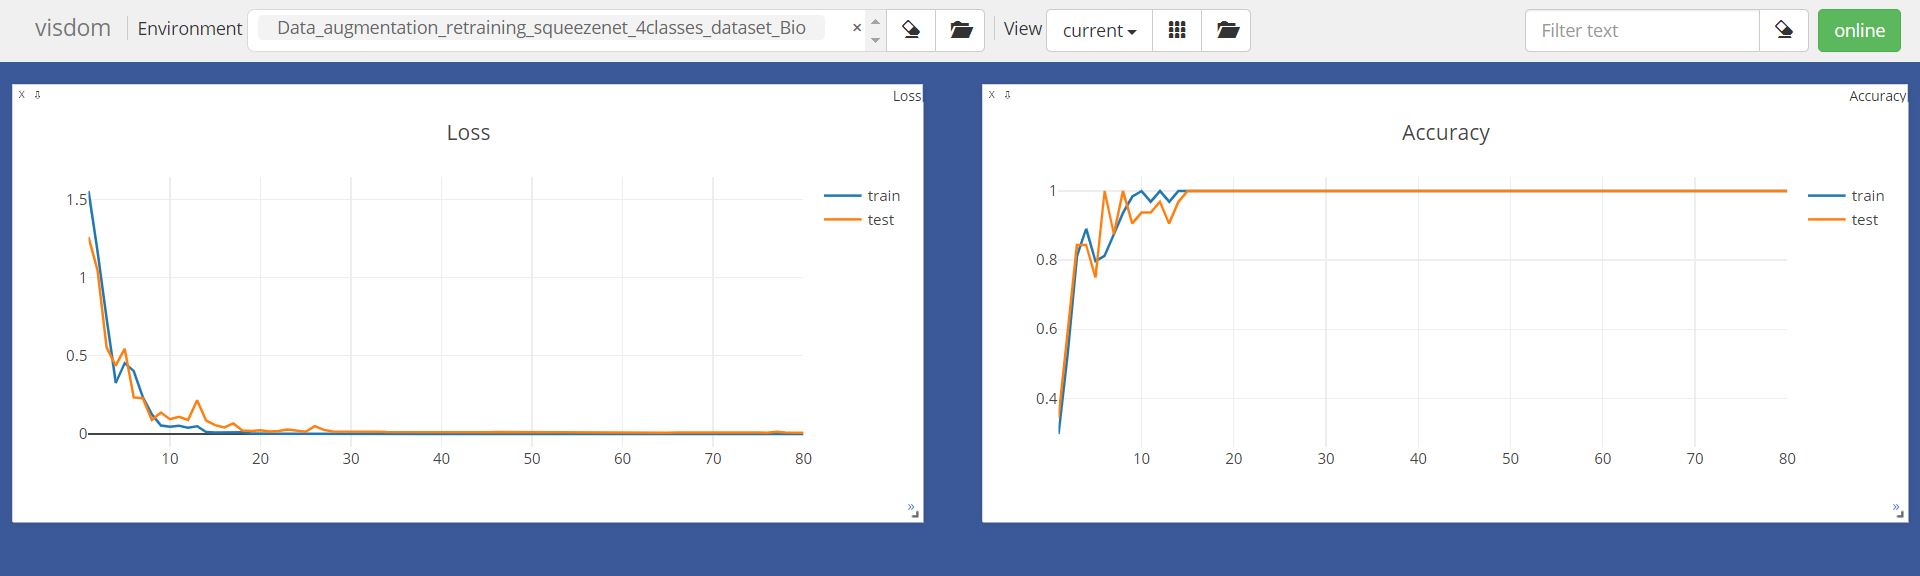 visdom Environment Data_augmentation_retraining_squeezenet_4classes_dataset_Bio × View current Filter text online
X Loss
Loss
1.5
1
0.5
0
10 20 30 40 50 60 70 80
train
test
»
X Accuracy
Accuracy
1
0.8
0.6
0.4
10 20 30 40 50 60 70 80
train
test
»